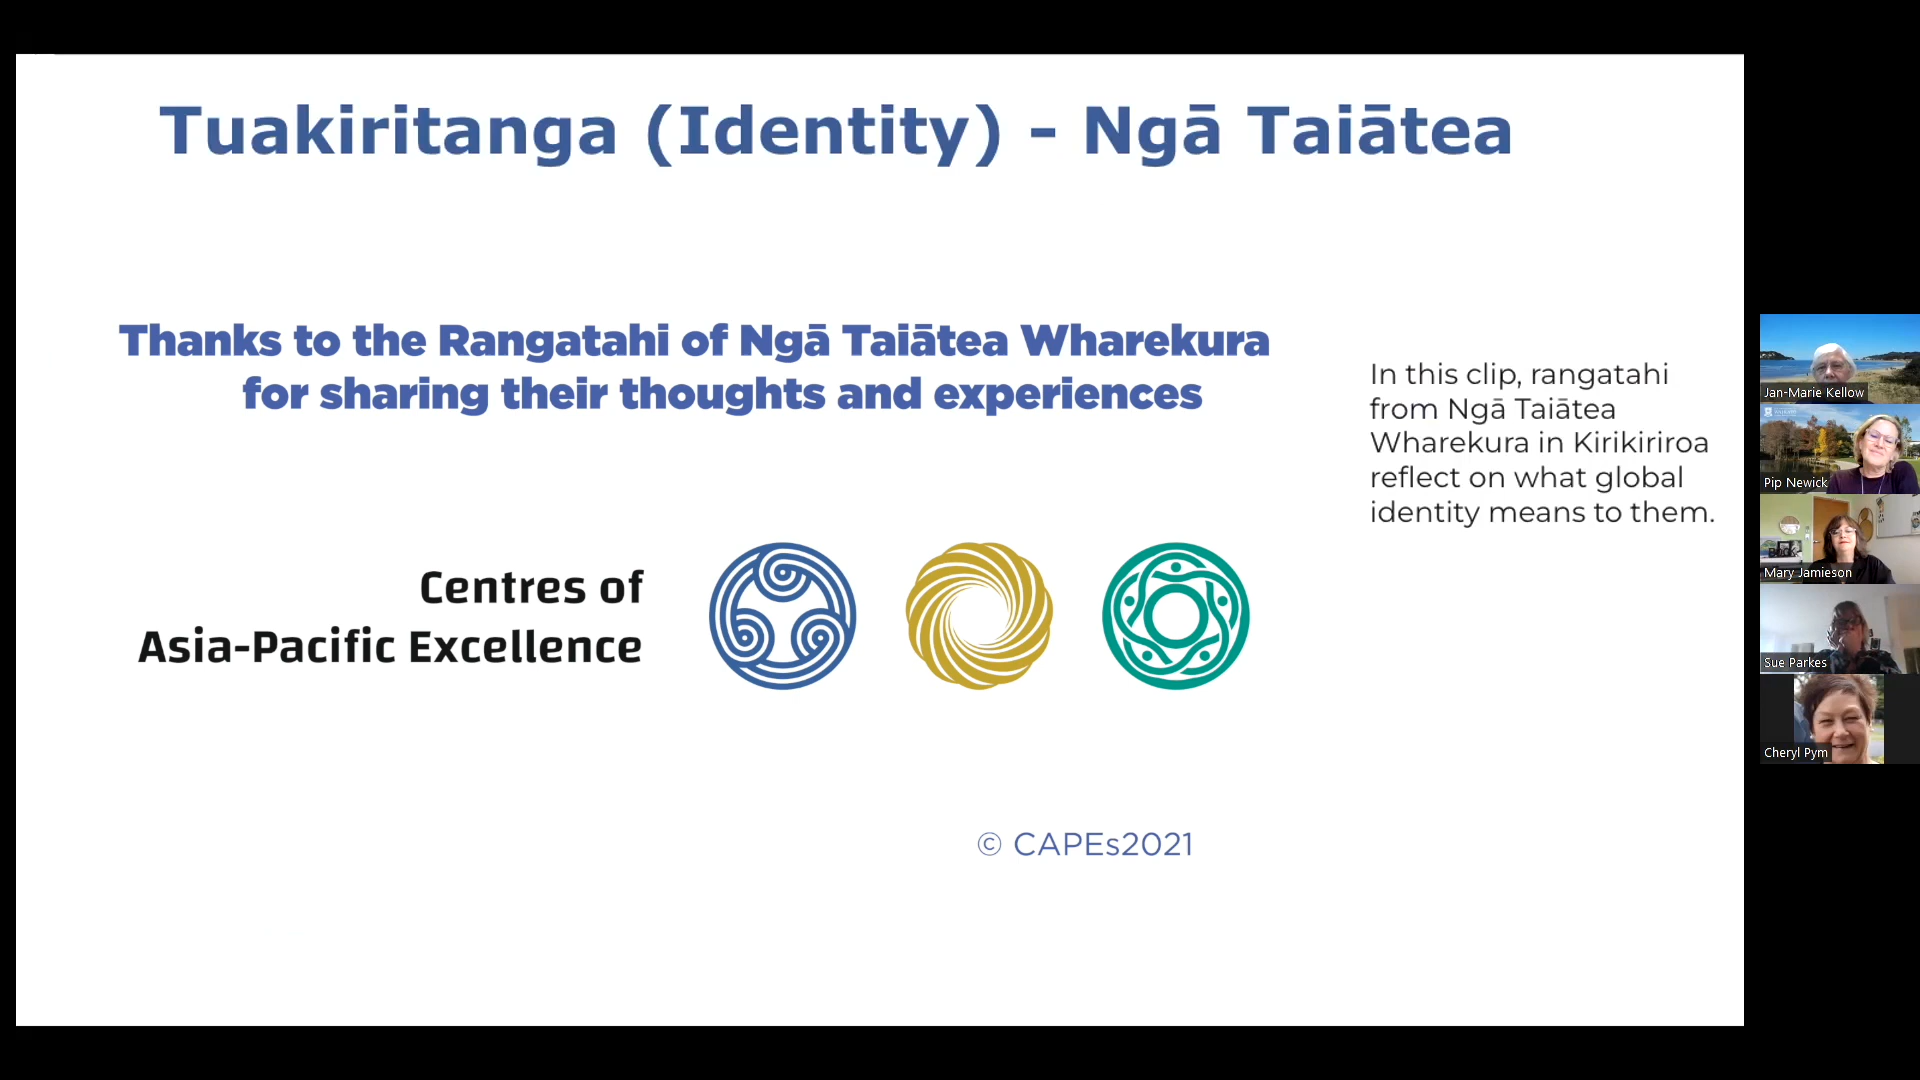 Tuakiritanga (Identity) - Ngā Taiātea
Thanks to the Rangatahi of Ngā Taiātea Wharekura
for sharing their thoughts and experiences
In this clip, rangatahi
from Ngā Taiātea
Wharekura in Kirikiriroa
reflect on what global
identity means to them.
Centres of
Asia-Pacific Excellence
© CAPEs2021
Jan-Marie Kellow
Pip Newick
Mary Jamieson
Sue Parkes
Cheryl Pym